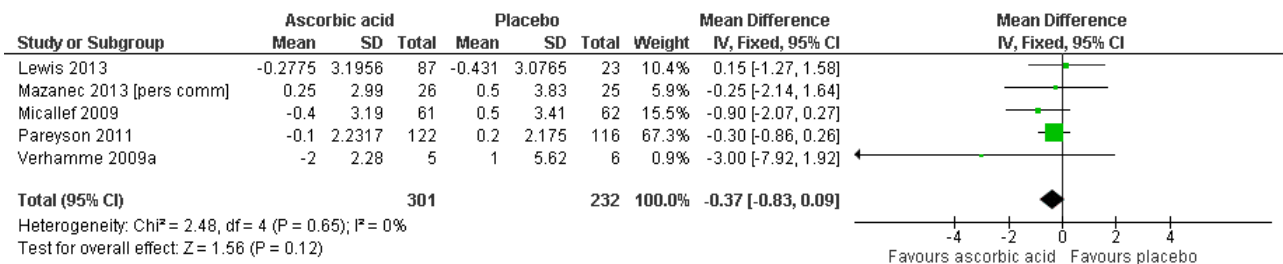 Ascorbic acid Placebo Mean Difference Mean Difference
Study or Subgroup Mean SD Total Mean SD Total Weight IV, Fixed, 95% CI IV, Fixed, 95% CI
Lewis 2013 -0.2775 3.1956 87 -0.431 3.0765 23 10.4% 0.15 [-1.27, 1.58]
Mazanec 2013 [pers comm] 0.25 2.99 26 0.5 3.83 25 5.9% -0.25 [-2.14, 1.64]
Micallef 2009 -0.4 3.19 61 0.5 3.41 62 15.5% -0.90 [-2.07, 0.27]
Pareyson 2011 -0.1 2.2317 122 0.2 2.175 116 67.3% -0.30 [-0.86, 0.26]
Verhamme 2009a -2 2.28 5 1 5.62 6 0.9% -3.00 [-7.92, 1.92]
Total (95% CI) 301 232 100.0% -0.37 [-0.83, 0.09]
Heterogeneity: Chi² = 2.48, df = 4 (P = 0.65); I² = 0%
Test for overall effect: Z = 1.56 (P = 0.12)
-4 -2 0 2 4
Favours ascorbic acid Favours placebo